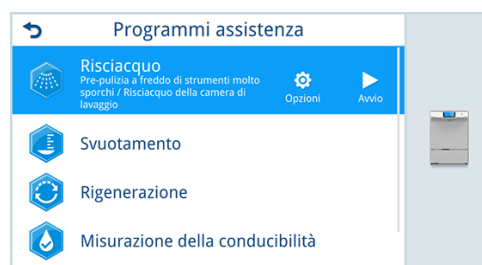 Programmi assistenza
Risciacquo
Pre-pulizia a freddo di strumenti molto
sporchi / Risciacquo della camera di
lavaggio
Opzioni
Avvio
Svuotamento
Rigenerazione
Misurazione della conducibilità